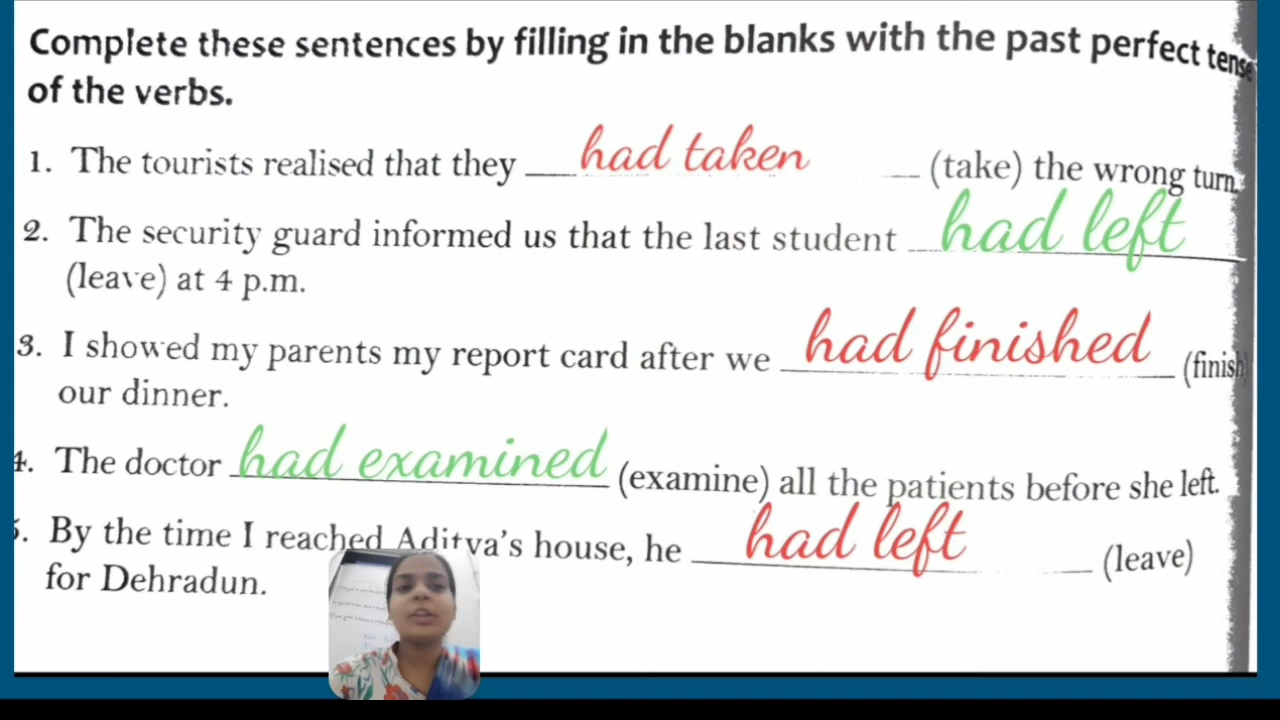 Complete these sentences by filling in the blanks with the past perfect tense
of the verbs.
1. The tourists realised that they had taken (take) the wrong turn.
2. The security guard informed us that the last student had left
(leave) at 4 p.m.
3. I showed my parents my report card after we had finished (finish)
our dinner.
4. The doctor had examined (examine) all the patients before she left.
5. By the time I reached Aditya's house, he had left (leave)
for Dehradun.